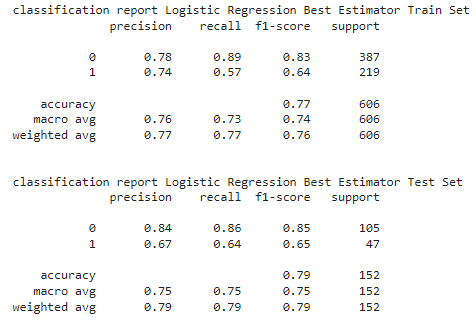 classification report Logistic Regression Best Estimator Train Set
precision recall f1-score support
0 0.78 0.89 0.83 387
1 0.74 0.57 0.64 219
accuracy 0.77 606
macro avg 0.76 0.73 0.74 606
weighted avg 0.77 0.77 0.76 606
classification report Logistic Regression Best Estimator Test Set
precision recall f1-score support
0 0.84 0.86 0.85 105
1 0.67 0.64 0.65 47
accuracy 0.79 152
macro avg 0.75 0.75 0.75 152
weighted avg 0.79 0.79 0.79 152